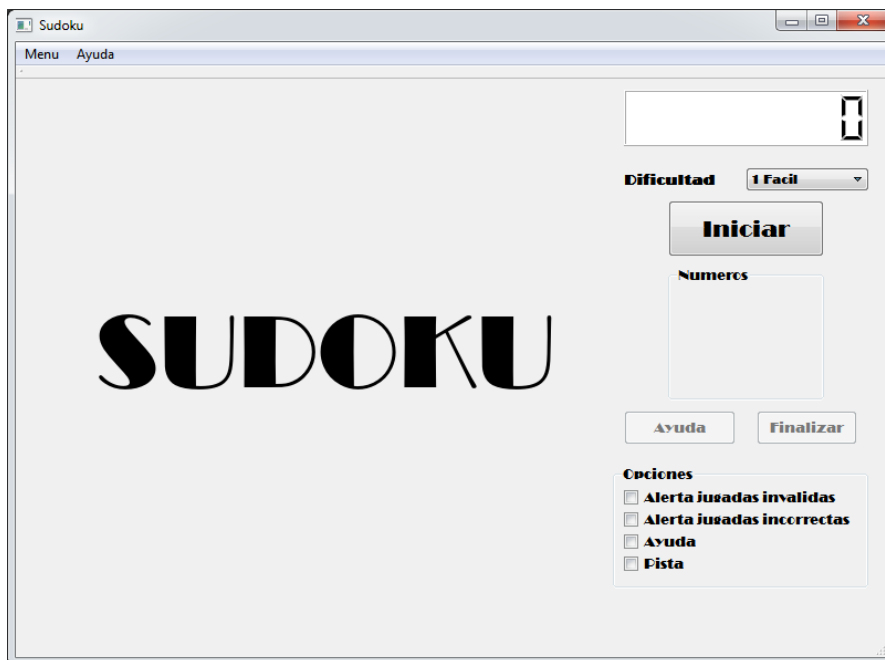 Sudoku
Menu Ayuda
0
Dificultad 1 Facil
Iniciar
Numeros
SUDOKU
Ayuda Finalizar
Opciones
Alerta jugadas invalidas
Alerta jugadas incorrectas
Ayuda
Pista